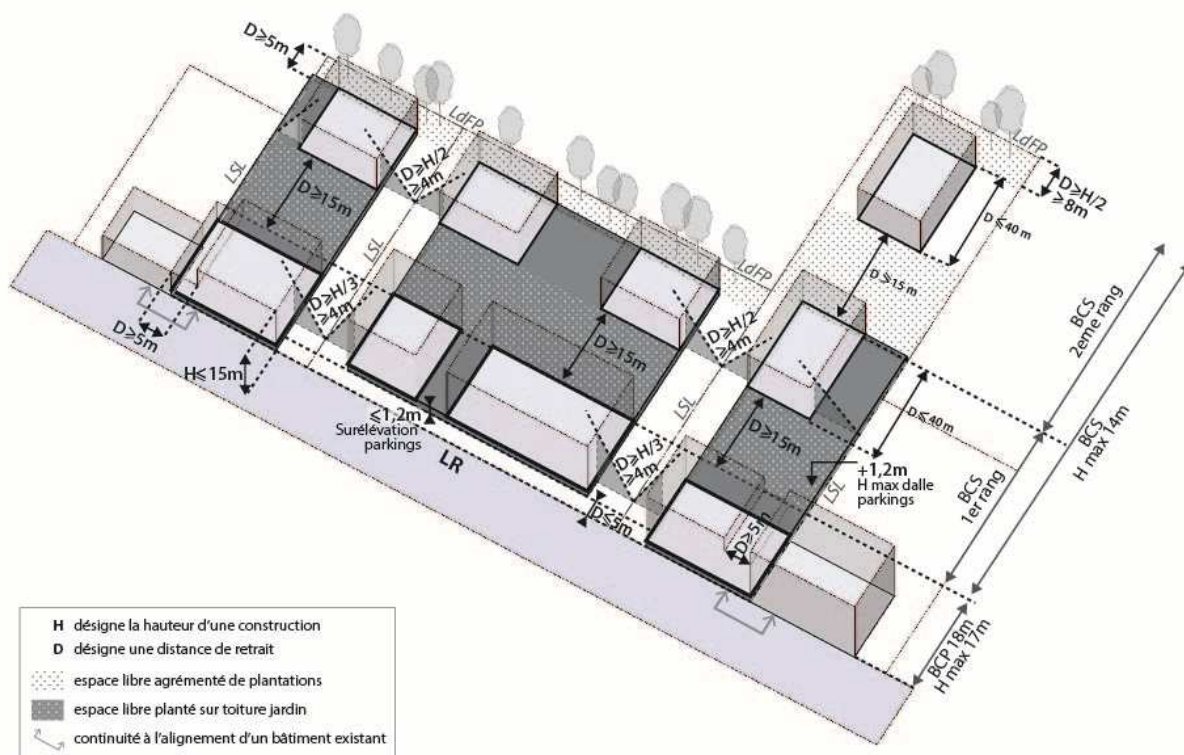 D≥5m
LdFP
LSL
D≥H/2
≥4m
D≥15m
LdFP
D≥H/2
≥8m
D≤40 m
D≥15m
BCS
2eme rang
LSL
D≥H/3
≥4m
D≥5m
H≤15m
LdFP
D≥H/2
≥4m
D≥15m
BCS
H max 14m
≤1,2m
Surélévation
parkings
LR
LSL
D≥15m
D≤40m
BCS
1er rang
D≥H/3
≥4m
+1,2m
H max dalle
parkings
LSL
D≤5m
D≥5m
BCP 18m
H max 17m
H désigne la hauteur d'une construction
D désigne une distance de retrait
espace libre agrémenté de plantations
espace libre planté sur toiture jardin
continuité à l'alignement d'un bâtiment existant